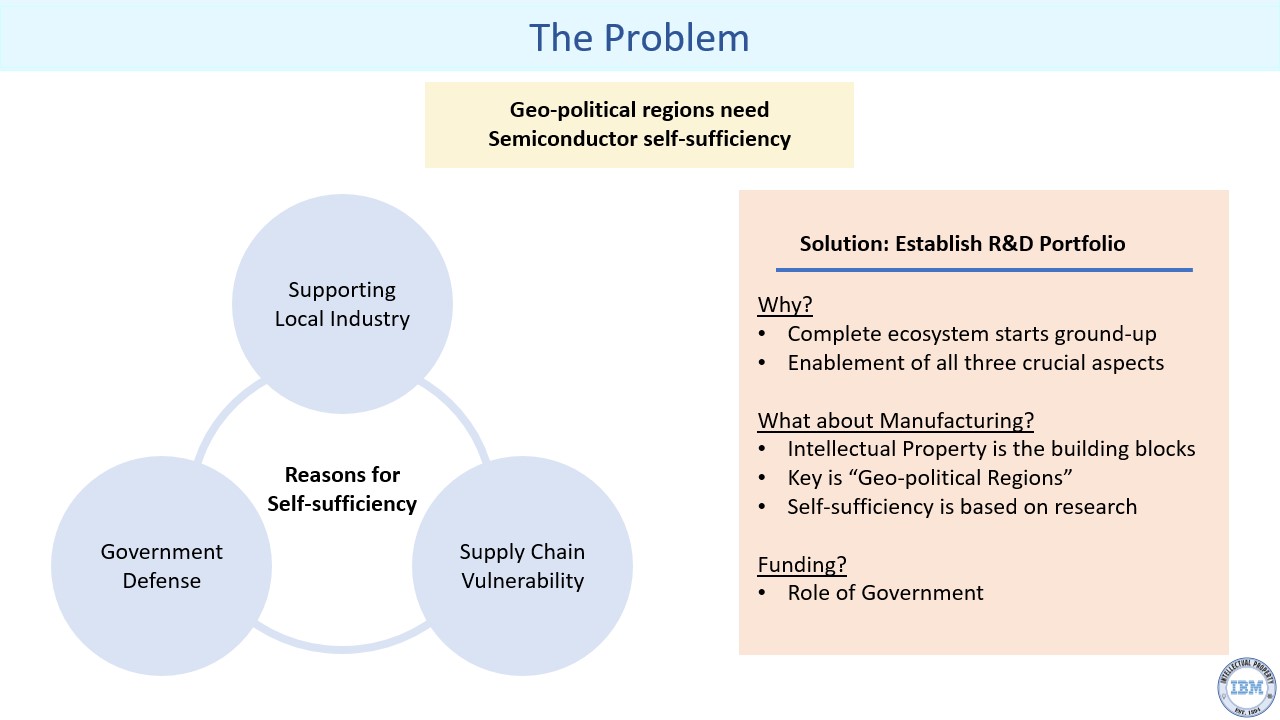 The Problem
Geo-political regions need
Semiconductor self-sufficiency
Supporting
Local Industry
Reasons for
Self-sufficiency
Government
Defense
Supply Chain
Vulnerability
Solution: Establish R&D Portfolio
Why?
• Complete ecosystem starts ground-up
• Enablement of all three crucial aspects
What about Manufacturing?
• Intellectual Property is the building blocks
• Key is “Geo-political Regions”
• Self-sufficiency is based on research
Funding?
• Role of Government
INTELLECTUAL PROPERTY
IBM